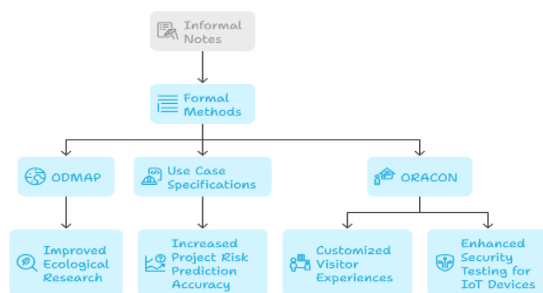 Informal
Notes
Formal
Methods
ODMAP
Use Case
Specifications
ORACON
Improved
Ecological
Research
Increased
Project Risk
Prediction
Accuracy
Customized
Visitor
Experiences
Enhanced
Security
Testing for
IoT Devices